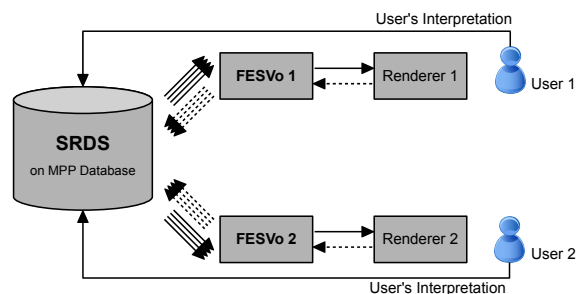 User's Interpretation
FESVo 1
Renderer 1
User 1
SRDS
on MPP Database
FESVo 2
Renderer 2
User 2
User's Interpretation